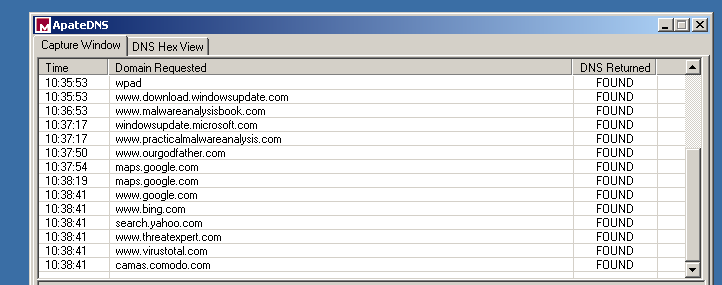 ApateDNS
Capture Window DNS Hex View
Time Domain Requested DNS Returned
10:35:53 wpad FOUND
10:35:53 www.download.windowsupdate.com FOUND
10:36:53 www.malwareanalysisbook.com FOUND
10:37:17 windowsupdate.microsoft.com FOUND
10:37:17 www.practicalmalwareanalysis.com FOUND
10:37:50 www.ourgodfather.com FOUND
10:37:54 maps.google.com FOUND
10:38:19 maps.google.com FOUND
10:38:41 www.google.com FOUND
10:38:41 www.bing.com FOUND
10:38:41 search.yahoo.com FOUND
10:38:41 www.threatexpert.com FOUND
10:38:41 www.virustotal.com FOUND
10:38:41 camas.comodo.com FOUND